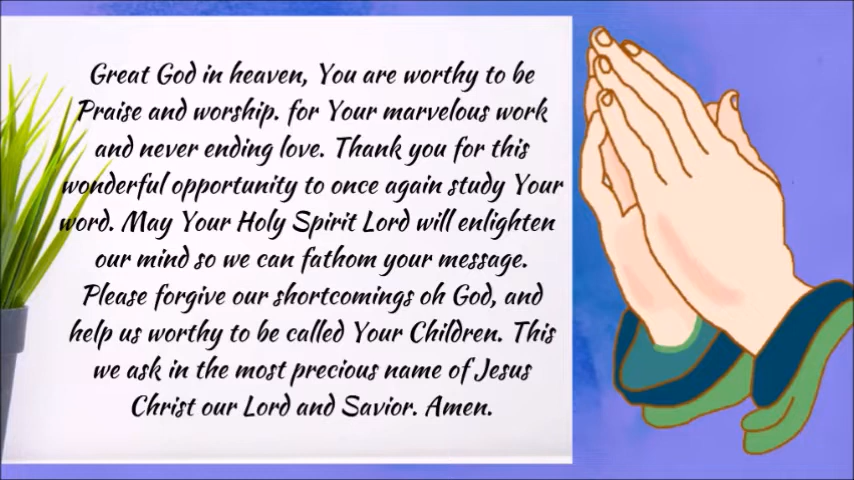 Great God in heaven, You are worthy to be
Praise and worship. for Your marvelous work
and never ending love. Thank you for this
wonderful opportunity to once again study Your
word. May Your Holy Spirit Lord will enlighten
our mind so we can fathom your message.
Please forgive our shortcomings oh God, and
help us worthy to be called Your Children. This
we ask in the most precious name of Jesus
Christ our Lord and Savior. Amen.